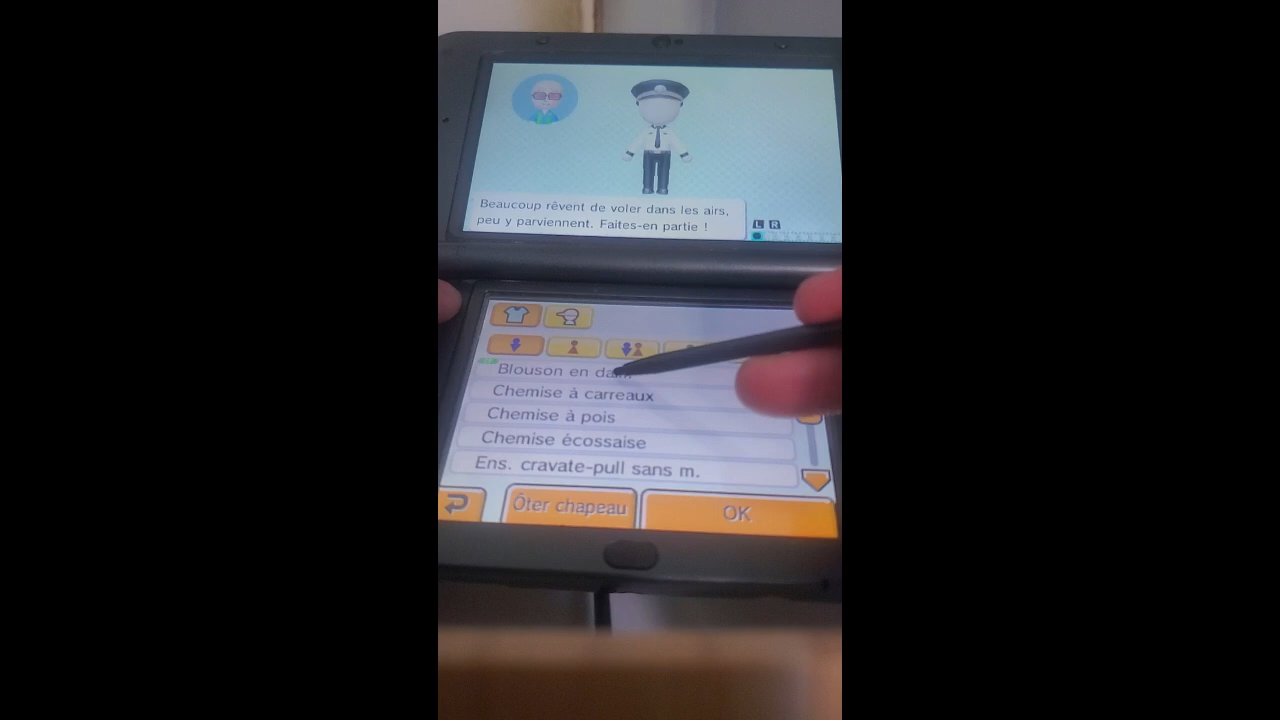 Beaucoup rêvent de voler dans les airs,
peu y parviennent. Faites-en partie !
L R
Blouson en
Chemise à carreaux
Chemise à pois
Chemise écossaise
Ens. cravate-pull sans m.
Ôter chapeau
OK